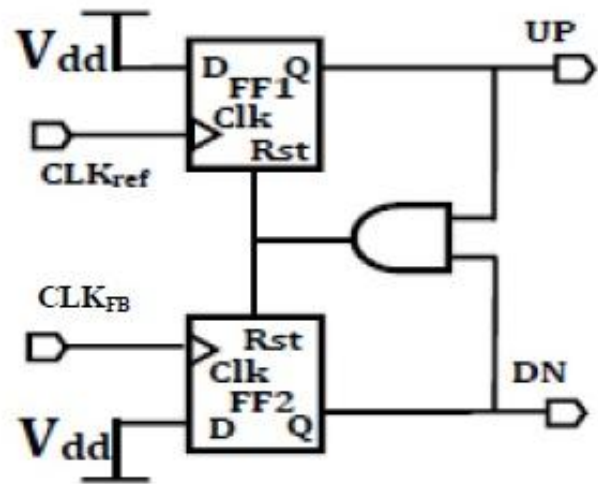 UP
Vdd
D Q
FF1
Clk
Rst
CLKref
CLKFB
Rst
Clk
DN
FF2
Vdd
D Q